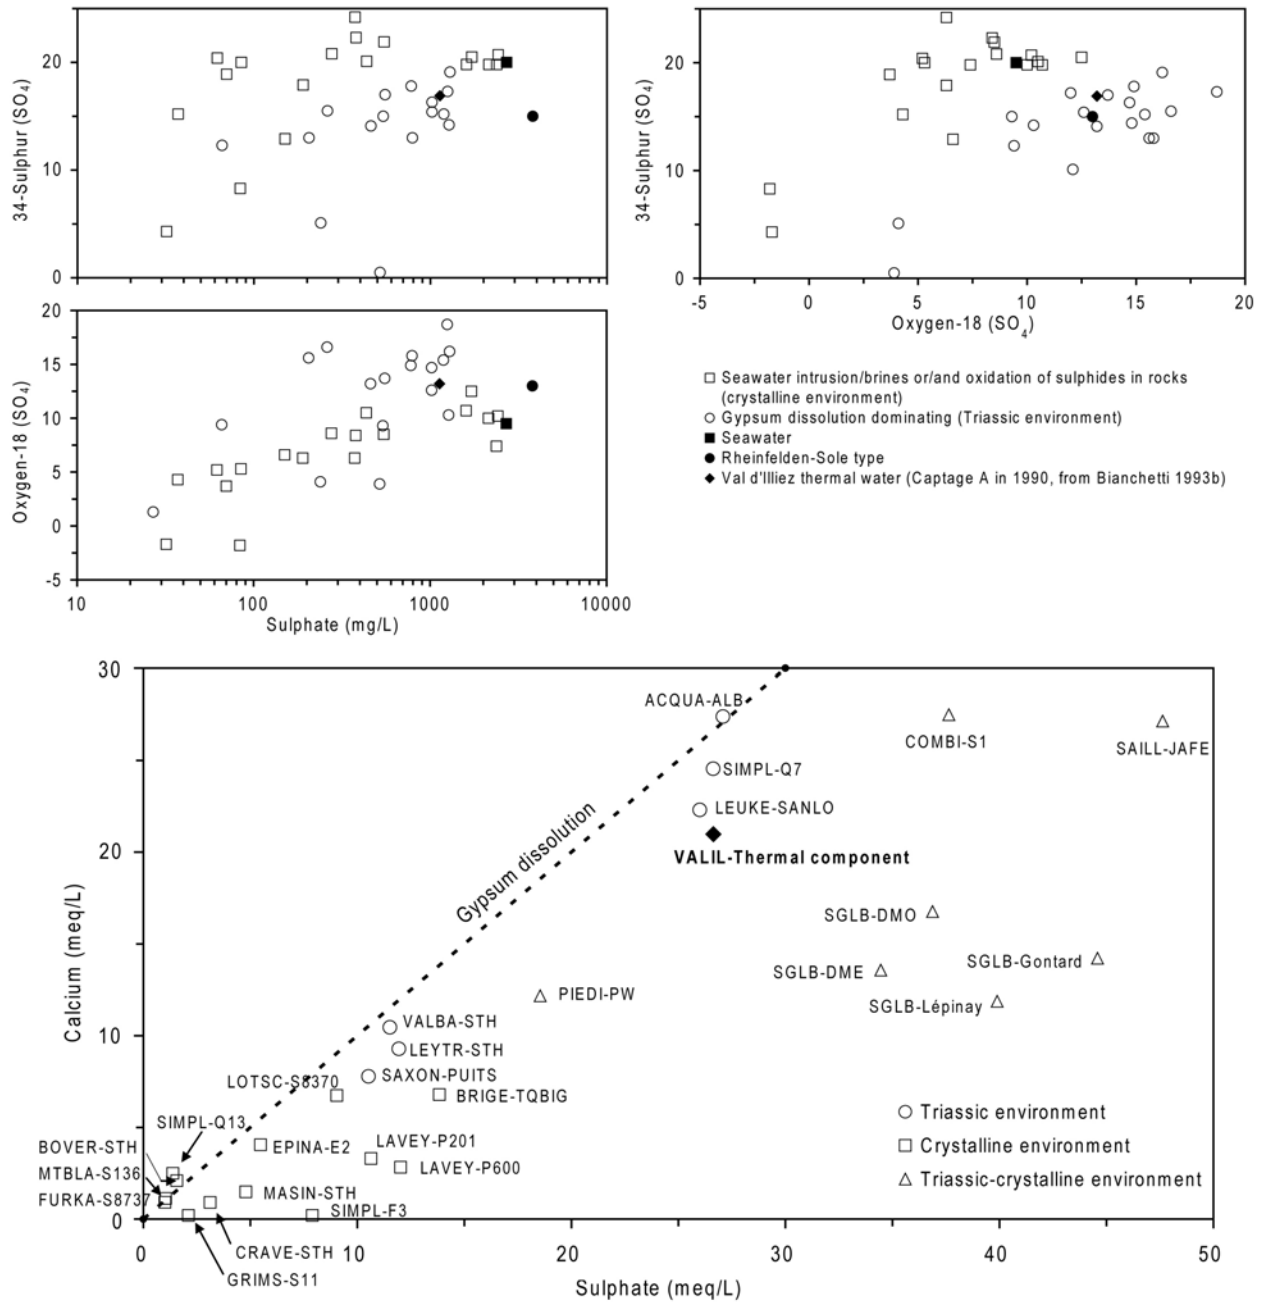 34-Sulphur (SO4)
20
10
0
34-Sulphur (SO4)
20
10
0
-5
0
5
10
15
20
Oxygen-18 (SO4)
Oxygen-18 (SO4)
20
15
10
5
0
-5
10
100
1000
10000
Sulphate (mg/L)
Seawater intrusion/brines or/and oxidation of sulphides in rocks
(crystalline environment)
Gypsum dissolution dominating (Triassic environment)
Seawater
Rheinfelden-Sole type
Val d'Illiez thermal water (Captage A in 1990, from Bianchetti 1993b)
Calcium (meq/L)
30
20
10
0
ACQUA-ALB
COMBI-S1
SAILL-JAFE
SIMPL-Q7
LEUKE-SANLO
VALIL-Thermal component
Gypsum dissolution
SGLB-DMO
SGLB-Gontard
SGLB-DME
SGLB-Lépinay
PIEDI-PW
VALBA-STH
LEYTR-STH
SAXON-PUITS
LOTSC-S8370
BRIGE-TQBIG
SIMPL-Q13
BOVER-STH
EPINA-E2
LAVEY-P201
MTBLA-S136
LAVEY-P600
FURKA-S8737
MASIN-STH
SIMPL-F3
CRAVE-STH
GRIMS-S11
Triassic environment
Crystalline environment
Triassic-crystalline environment
0
10
20
30
40
50
Sulphate (meq/L)